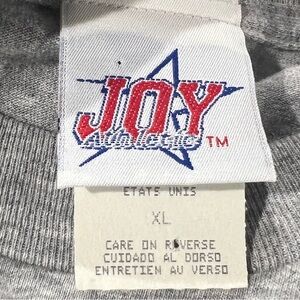 JOY
Athletic TM
ETATS UNIS
XL
CARE ON REVERSE
CUIDADO AL DORSO
ENTRETIEN AU VERSO